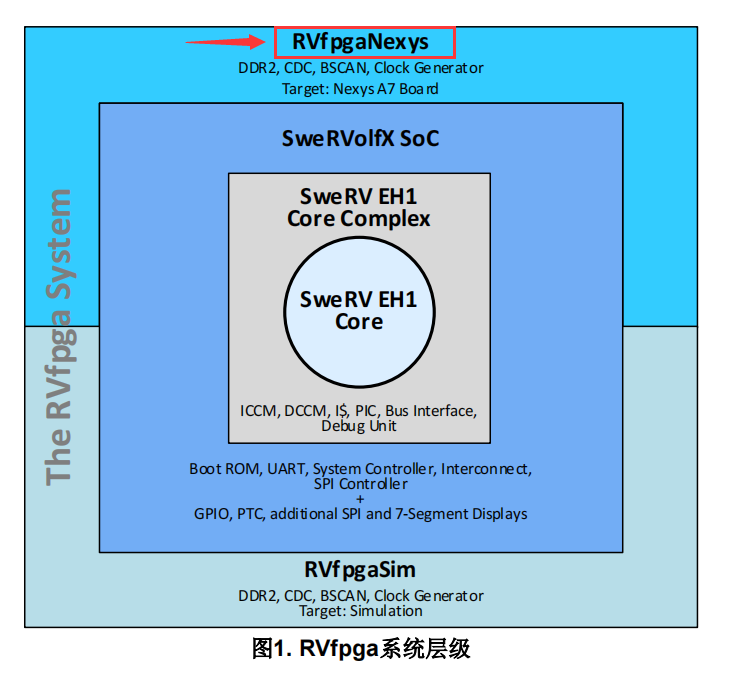 RVfpgaNexys
DDR2, CDC, BSCAN, Clock Generator
Target: Nexys A7 Board
SweRVolfX SoC
The RVfpga System
SweRV EH1
Core Complex
SweRV EH1
Core
ICCM, DCCM, I$, PIC, Bus Interface,
Debug Unit
Boot ROM, UART, System Controller, Interconnect,
SPI Controller
+
GPIO, PTC, additional SPI and 7-Segment Displays
RVfpgaSim
DDR2, CDC, BSCAN, Clock Generator
Target: Simulation
图1. RVfpga系统层级